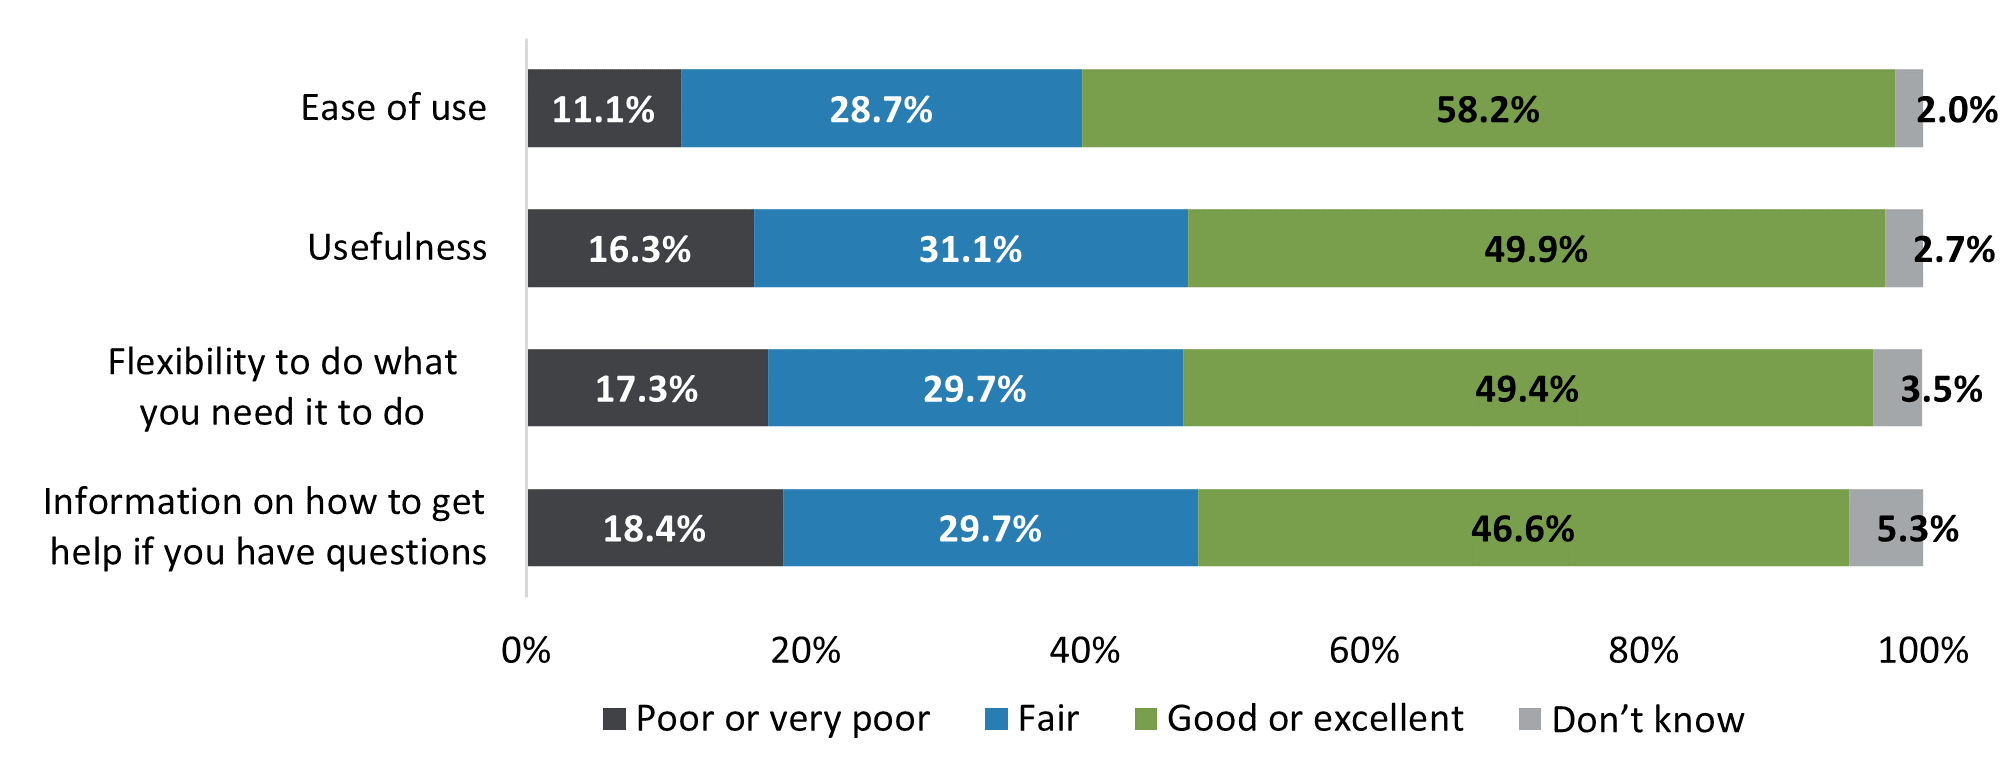 Ease of use
11.1% 28.7% 58.2% 2.0%
Usefulness
16.3% 31.1% 49.9% 2.7%
Flexibility to do what
you need it to do
17.3% 29.7% 49.4% 3.5%
Information on how to get
help if you have questions
18.4% 29.7% 46.6% 5.3%
0% 20% 40% 60% 80% 100%
Poor or very poor Fair Good or excellent Don’t know